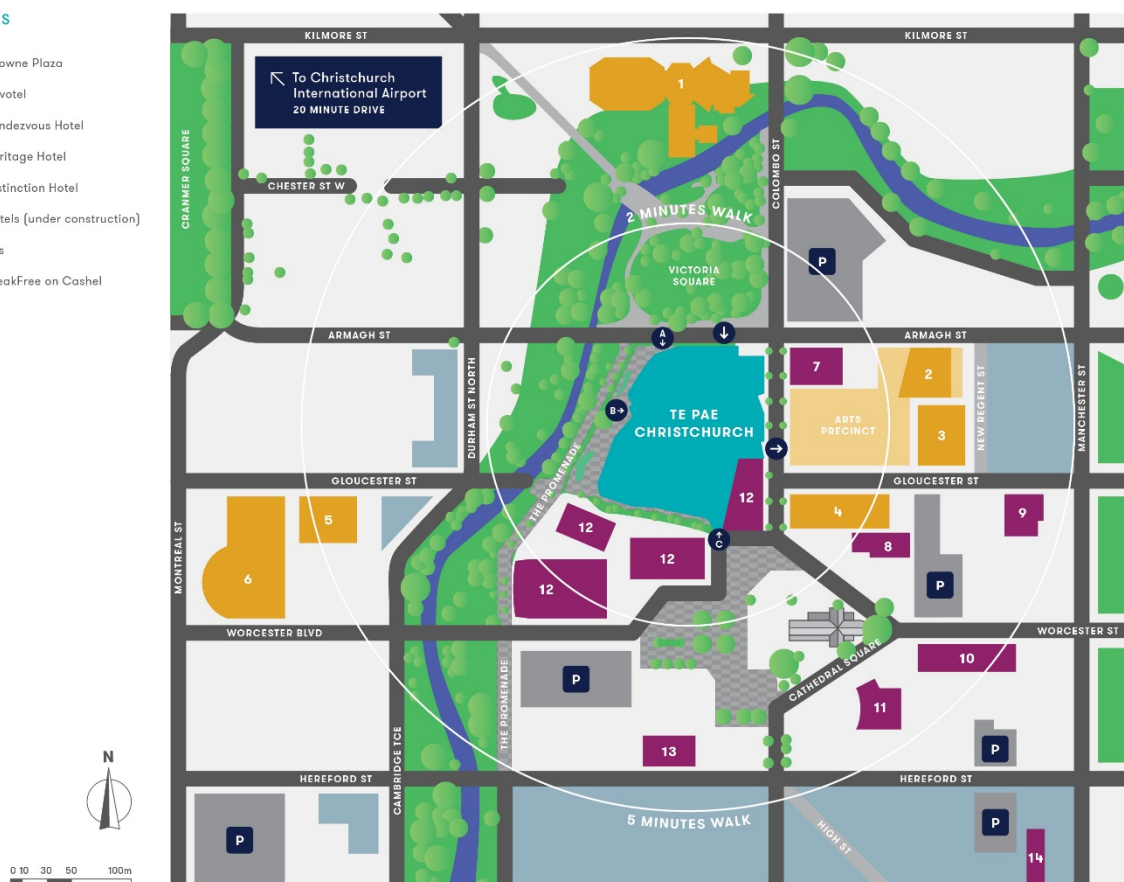 S
owne Plaza
votel
ndezvous Hotel
ritage Hotel
stinction Hotel
tels (under construction)
s
eakFree on Cashel
KILMORE ST
KILMORE ST
To Christchurch
International Airport
20 MINUTE DRIVE
1
CRANMER SQUARE
CHESTER ST W
COLOMBO ST
2 MINUTES WALK
VICTORIA
SQUARE
P
ARMAGH ST
A
ARMAGH ST
DURHAM ST NORTH
7
2
NEW REGENT ST
MANCHESTER ST
B
TE PAE
CHRISTCHURCH
ARTS
PRECINCT
3
THE PROMENADE
GLOUCESTER ST
GLOUCESTER ST
12
MONTREAL ST
5
4
9
12
C
8
12
6
12
P
WORCESTER BLVD
WORCESTER ST
CATHEDRAL SQUARE
10
P
THE PROMENADE
11
13
P
N
CAMBRIDGE TCE
HEREFORD ST
HEREFORD ST
5 MINUTES WALK
HIGH ST
P
P
14
0 10 30 50 100m